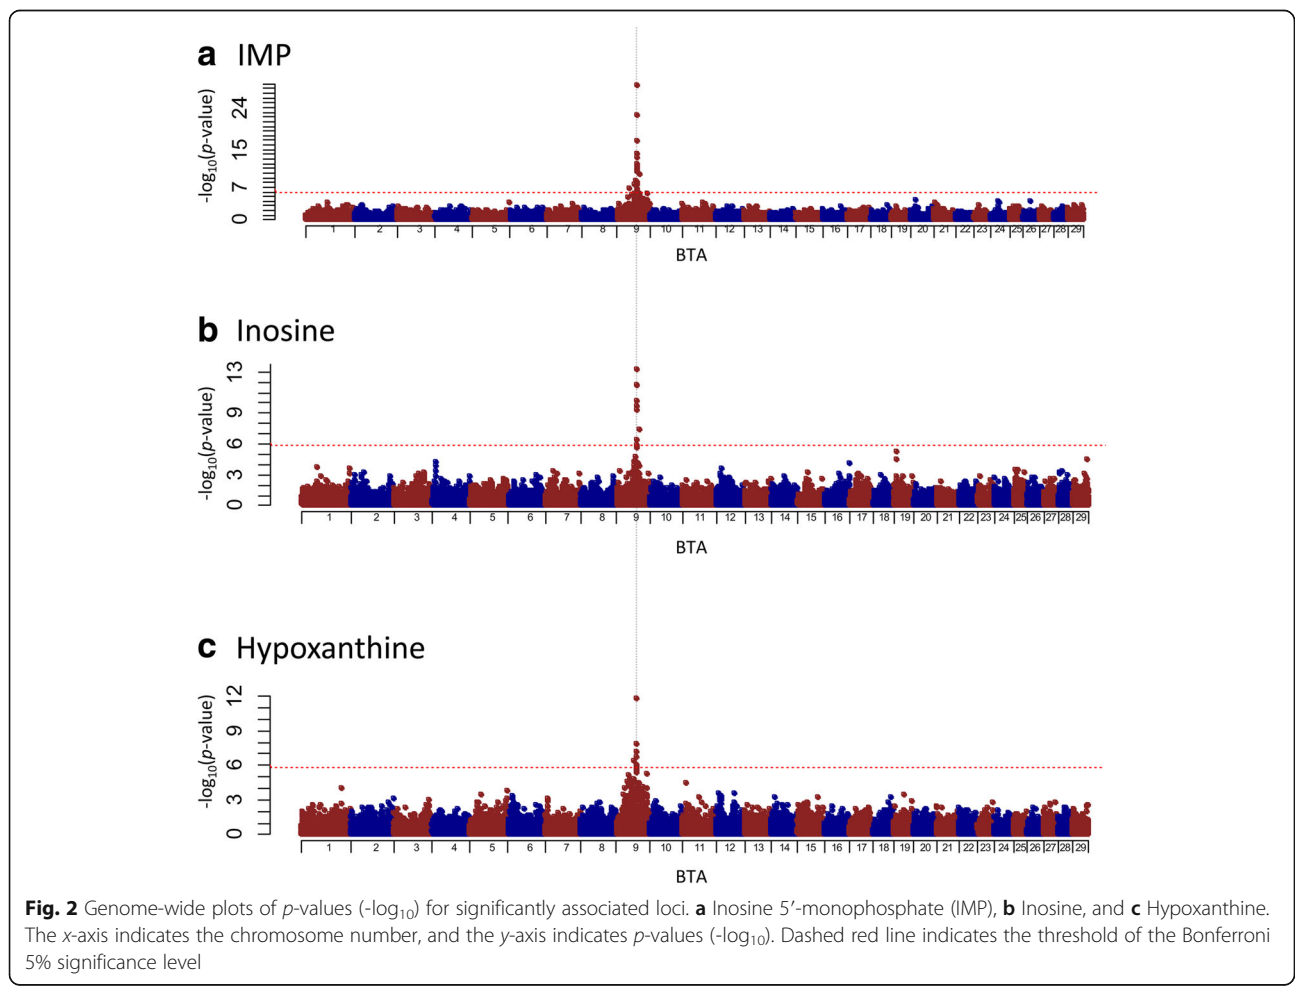 a IMP
-log10(p-value)
24
15
7
0
1 2 3 4 5 6 7 8 9 10 11 12 13 14 15 16 17 18 19 20 21 22 23 24 25 26 27 28 29
BTA
b Inosine
-log10(p-value)
13
9
6
3
0
1 2 3 4 5 6 7 8 9 10 11 12 13 14 15 16 17 18 19 20 21 22 23 24 25 26 27 28 29
BTA
c Hypoxanthine
-log10(p-value)
12
9
6
3
0
1 2 3 4 5 6 7 8 9 10 11 12 13 14 15 16 17 18 19 20 21 22 23 24 25 26 27 28 29
BTA
Fig. 2 Genome-wide plots of p-values (-log10) for significantly associated loci. a Inosine 5′-monophosphate (IMP), b Inosine, and c Hypoxanthine.
The x-axis indicates the chromosome number, and the y-axis indicates p-values (-log10). Dashed red line indicates the threshold of the Bonferroni
5% significance level